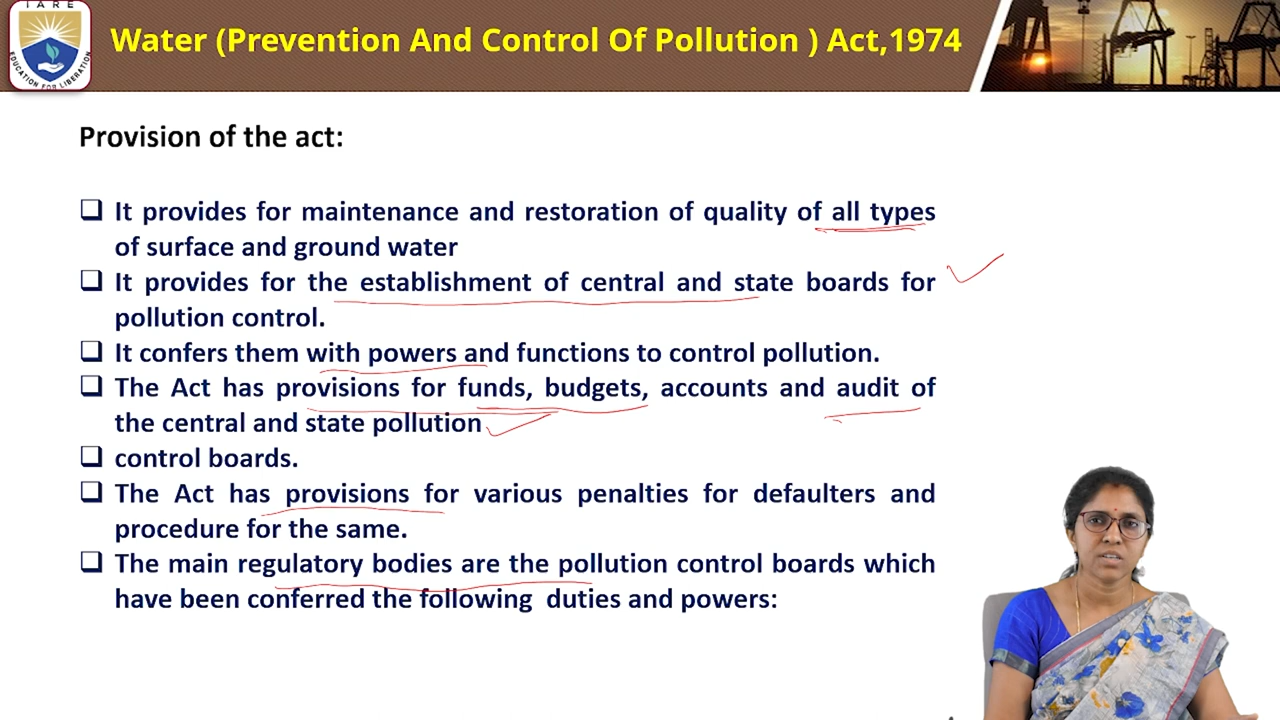 IARE
EDUCATION FOR LIBERATION
Water (Prevention And Control Of Pollution ) Act,1974
Provision of the act:
❑ It provides for maintenance and restoration of quality of all types
of surface and ground water
❑ It provides for the establishment of central and state boards for
pollution control.
❑ It confers them with powers and functions to control pollution.
❑ The Act has provisions for funds, budgets, accounts and audit of
the central and state pollution
❑ control boards.
❑ The Act has provisions for various penalties for defaulters and
procedure for the same.
❑ The main regulatory bodies are the pollution control boards which
have been conferred the following duties and powers: